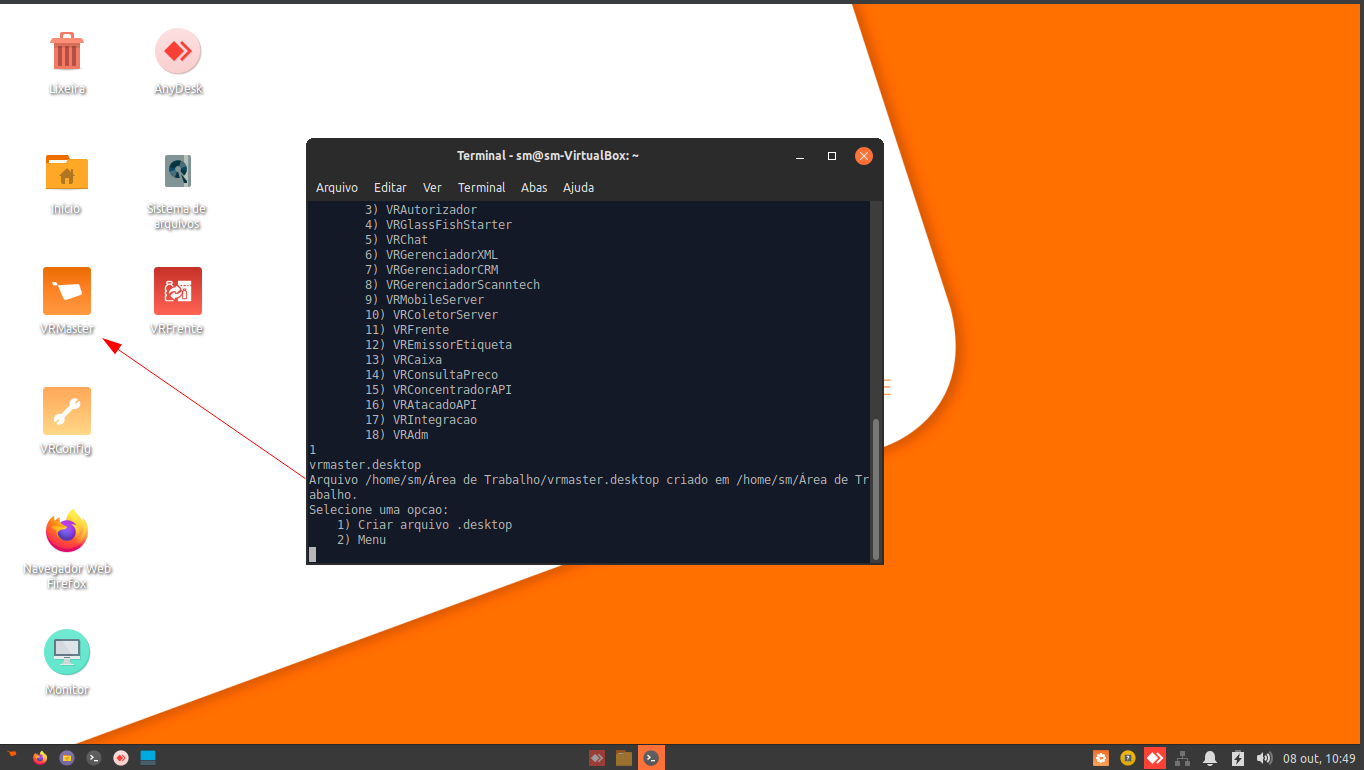 Lixeira
AnyDesk
Início
Sistema de
arquivos
VRMaster
VRFrente
VRConfig
Navegador Web
Firefox
Monitor
Terminal - sm@sm-VirtualBox: ~
Arquivo Editar Ver Terminal Abas Ajuda
3) VRAutorizador
4) VRGlassFishStarter
5) VRChat
6) VRGerenciadorXML
7) VRGerenciadorCRM
8) VRGerenciadorScanntech
9) VRMobileServer
10) VRColetorServer
11) VRFrente
12) VREmissorEtiqueta
13) VRCaixa
14) VRConsultaPreco
15) VRConcentradorAPI
16) VRAtacadoAPI
17) VRIntegracao
18) VRAdm
1
vrmaster.desktop
Arquivo /home/sm/Área de Trabalho/vrmaster.desktop criado em /home/sm/Área de Tr
abalho.
Selecione uma opcao:
1) Criar arquivo .desktop
2) Menu
08 out, 10:49